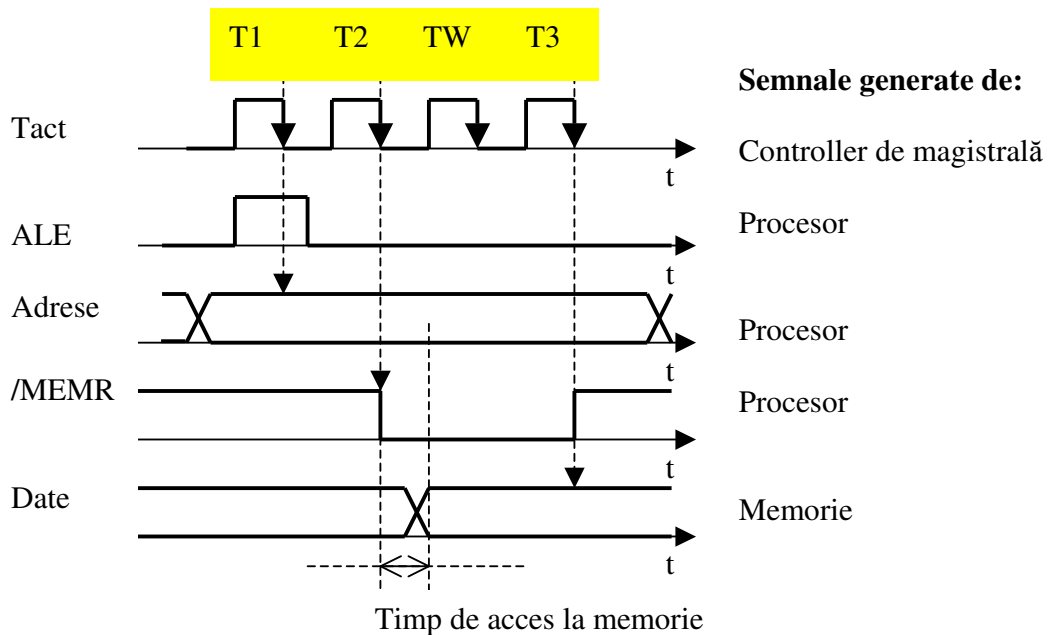 T1 T2 TW T3
Semnale generate de:
Tact
Controller de magistrală
t
ALE
Procesor
t
Adrese
Procesor
t
/MEMR
Procesor
t
Date
Memorie
t
Timp de acces la memorie